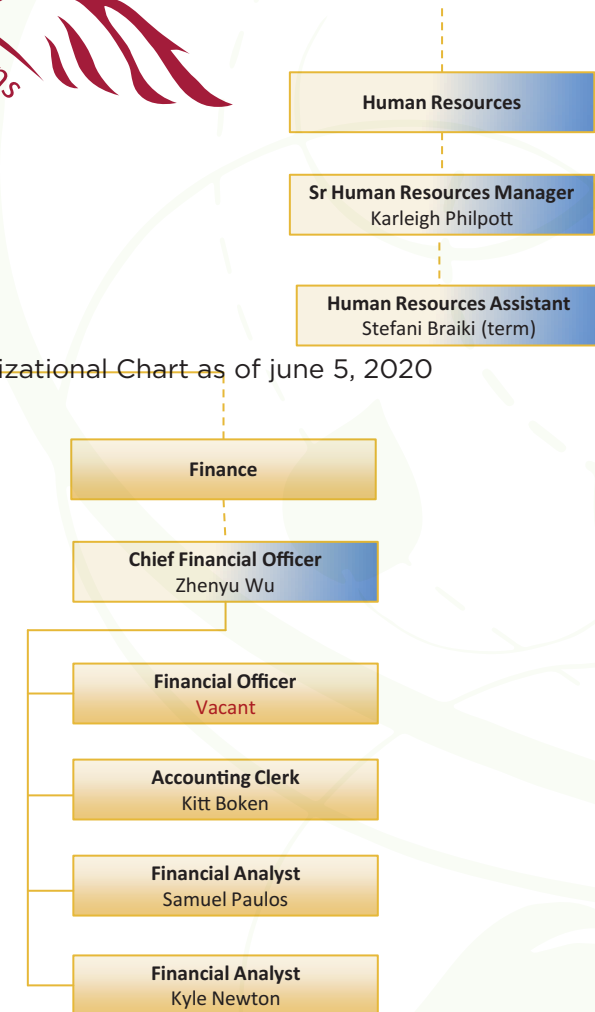 ns
Human Resources
Sr Human Resources Manager
Karleigh Philpott
Human Resources Assistant
Stefani Braiki (term)
izational Chart as of june 5, 2020
Finance
Chief Financial Officer
Zhenyu Wu
Financial Officer
Vacant
Accounting Clerk
Kitt Boken
Financial Analyst
Samuel Paulos
Financial Analyst
Kyle Newton